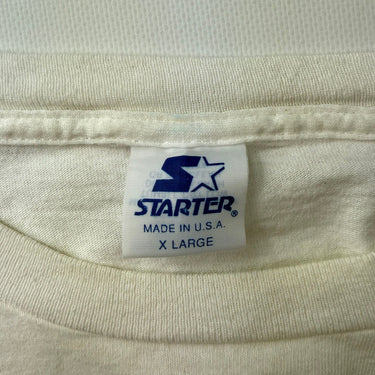 STARTER®
MADE IN U.S.A.
X LARGE